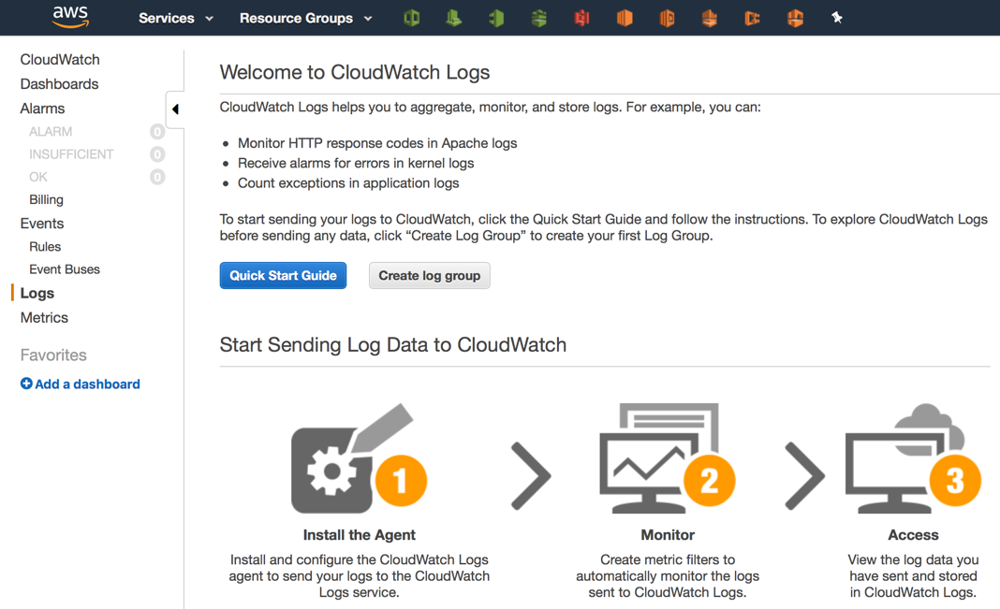 aws
Services
Resource Groups
CloudWatch
Dashboards
Alarms
ALARM 0
INSUFFICIENT 0
OK 0
Billing
Events
Rules
Event Buses
Logs
Metrics
Favorites
Add a dashboard
Welcome to CloudWatch Logs
CloudWatch Logs helps you to aggregate, monitor, and store logs. For example, you can:
• Monitor HTTP response codes in Apache logs
• Receive alarms for errors in kernel logs
• Count exceptions in application logs
To start sending your logs to CloudWatch, click the Quick Start Guide and follow the instructions. To explore CloudWatch Logs
before sending any data, click “Create Log Group” to create your first Log Group.
Quick Start Guide
Create log group
Start Sending Log Data to CloudWatch
1
Install the Agent
Install and configure the CloudWatch Logs
agent to send your logs to the CloudWatch
Logs service.
2
Monitor
Create metric filters to
automatically monitor the logs
sent to CloudWatch Logs.
3
Access
View the log data you
have sent and stored
in CloudWatch Logs.